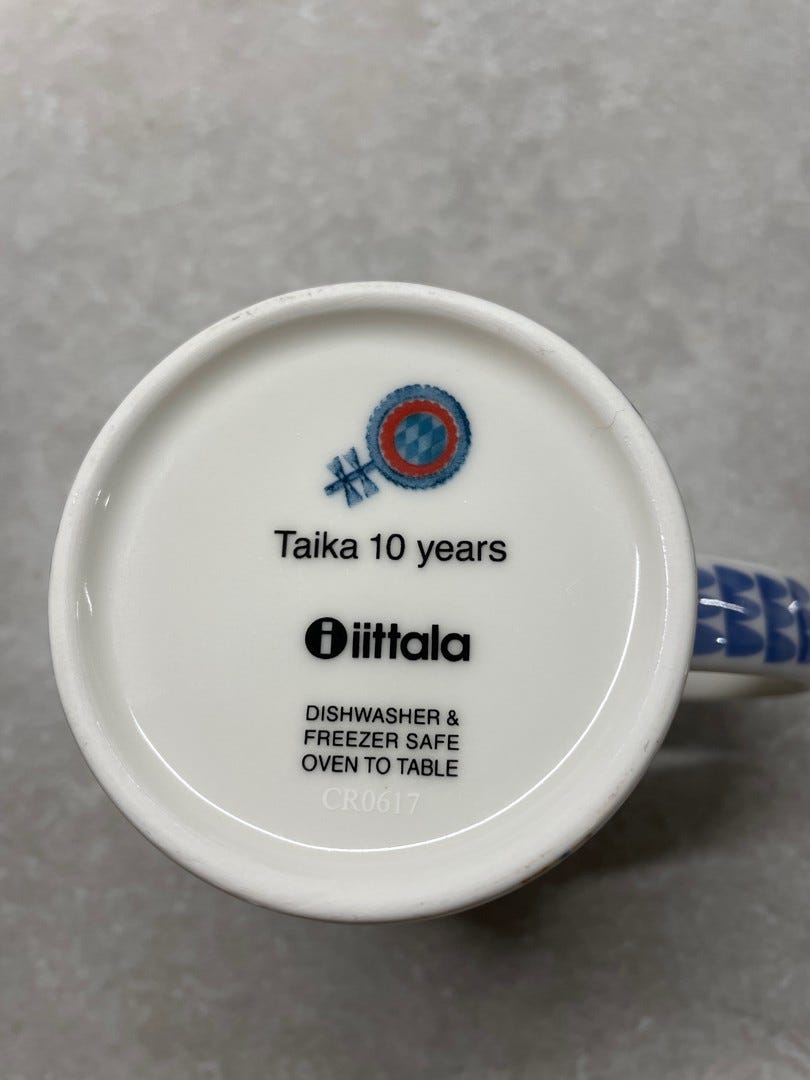 Taika 10 years
i iittala
DISHWASHER &
FREEZER SAFE
OVEN TO TABLE
CR0617